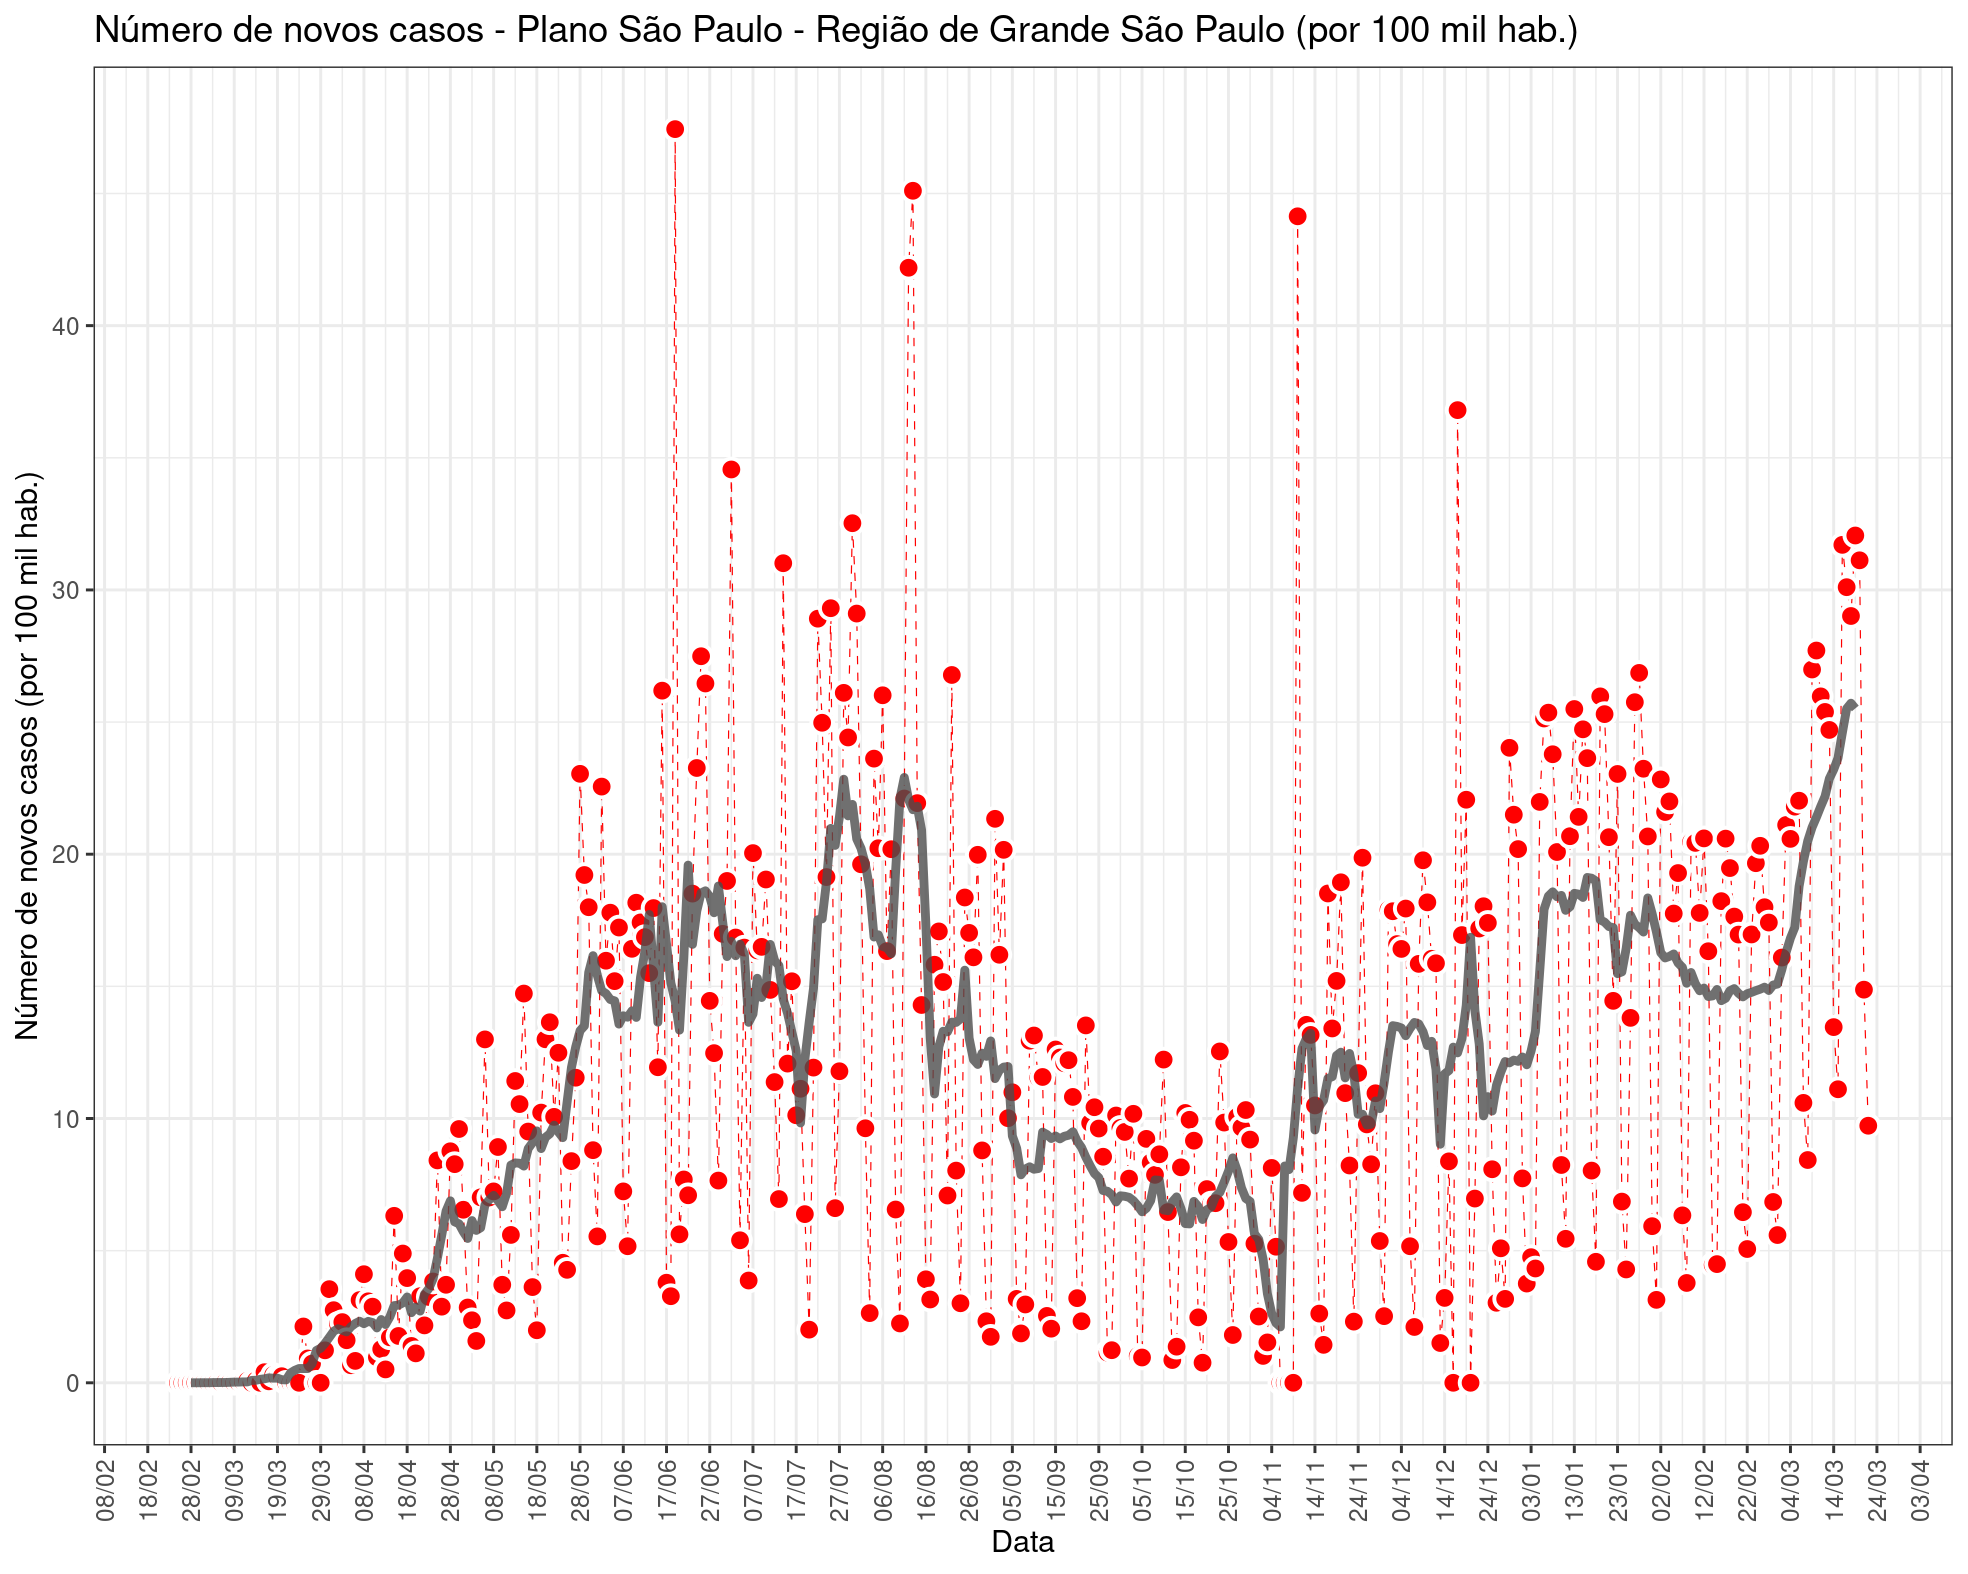 Número de novos casos - Plano São Paulo - Região de Grande São Paulo (por 100 mil hab.)
Número de novos casos (por 100 mil hab.)
40
30
20
10
0
08/02 18/02 28/02 09/03 19/03 29/03 08/04 18/04 28/04 08/05 18/05 28/05 07/06 17/06 27/06 07/07 17/07 27/07 06/08 16/08 26/08 05/09 15/09 25/09 05/10 15/10 25/10 04/11 14/11 24/11 04/12 14/12 24/12 03/01 13/01 23/01 02/02 12/02 22/02 04/03 14/03 24/03 03/04
Data